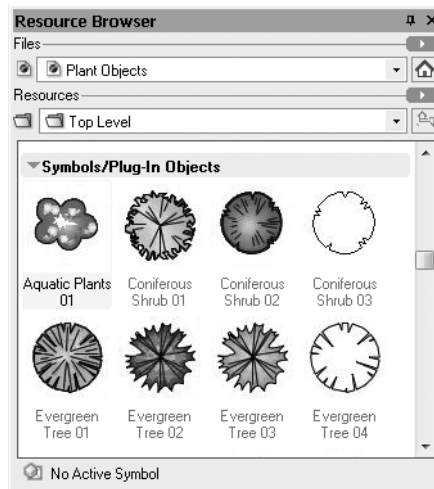 Resource Browser
Files
Plant Objects
Resources
Top Level
Symbols/Plug-In Objects
Aquatic Plants
01
Coniferous
Shrub 01
Coniferous
Shrub 02
Coniferous
Shrub 03
Evergreen
Tree 01
Evergreen
Tree 02
Evergreen
Tree 03
Evergreen
Tree 04
No Active Symbol